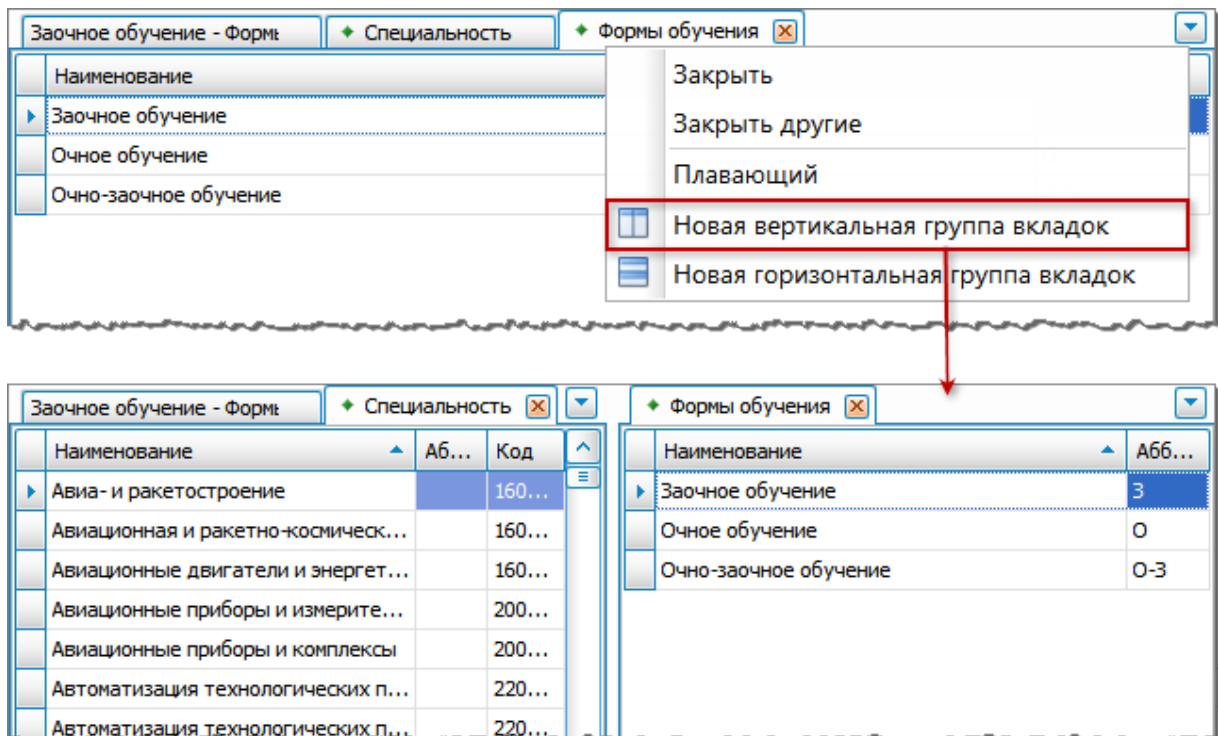 Заочное обучение - Формы
Специальность
Формы обучения
Наименование
Заочное обучение
Очное обучение
Очно-заочное обучение
Закрыть
Закрыть другие
Плавающий
Новая вертикальная группа вкладок
Новая горизонтальная группа вкладок
Заочное обучение - Формы
Специальность
Формы обучения
Наименование Аб... Код
Авиа- и ракетостроение 160...
Авиационная и ракетно-космическ... 160...
Авиационные двигатели и энергет... 160...
Авиационные приборы и измерите... 200...
Авиационные приборы и комплексы 200...
Автоматизация технологических п... 220...
Автоматизация технологических п... 220...
Наименование Абб...
Заочное обучение З
Очное обучение О
Очно-заочное обучение О-З